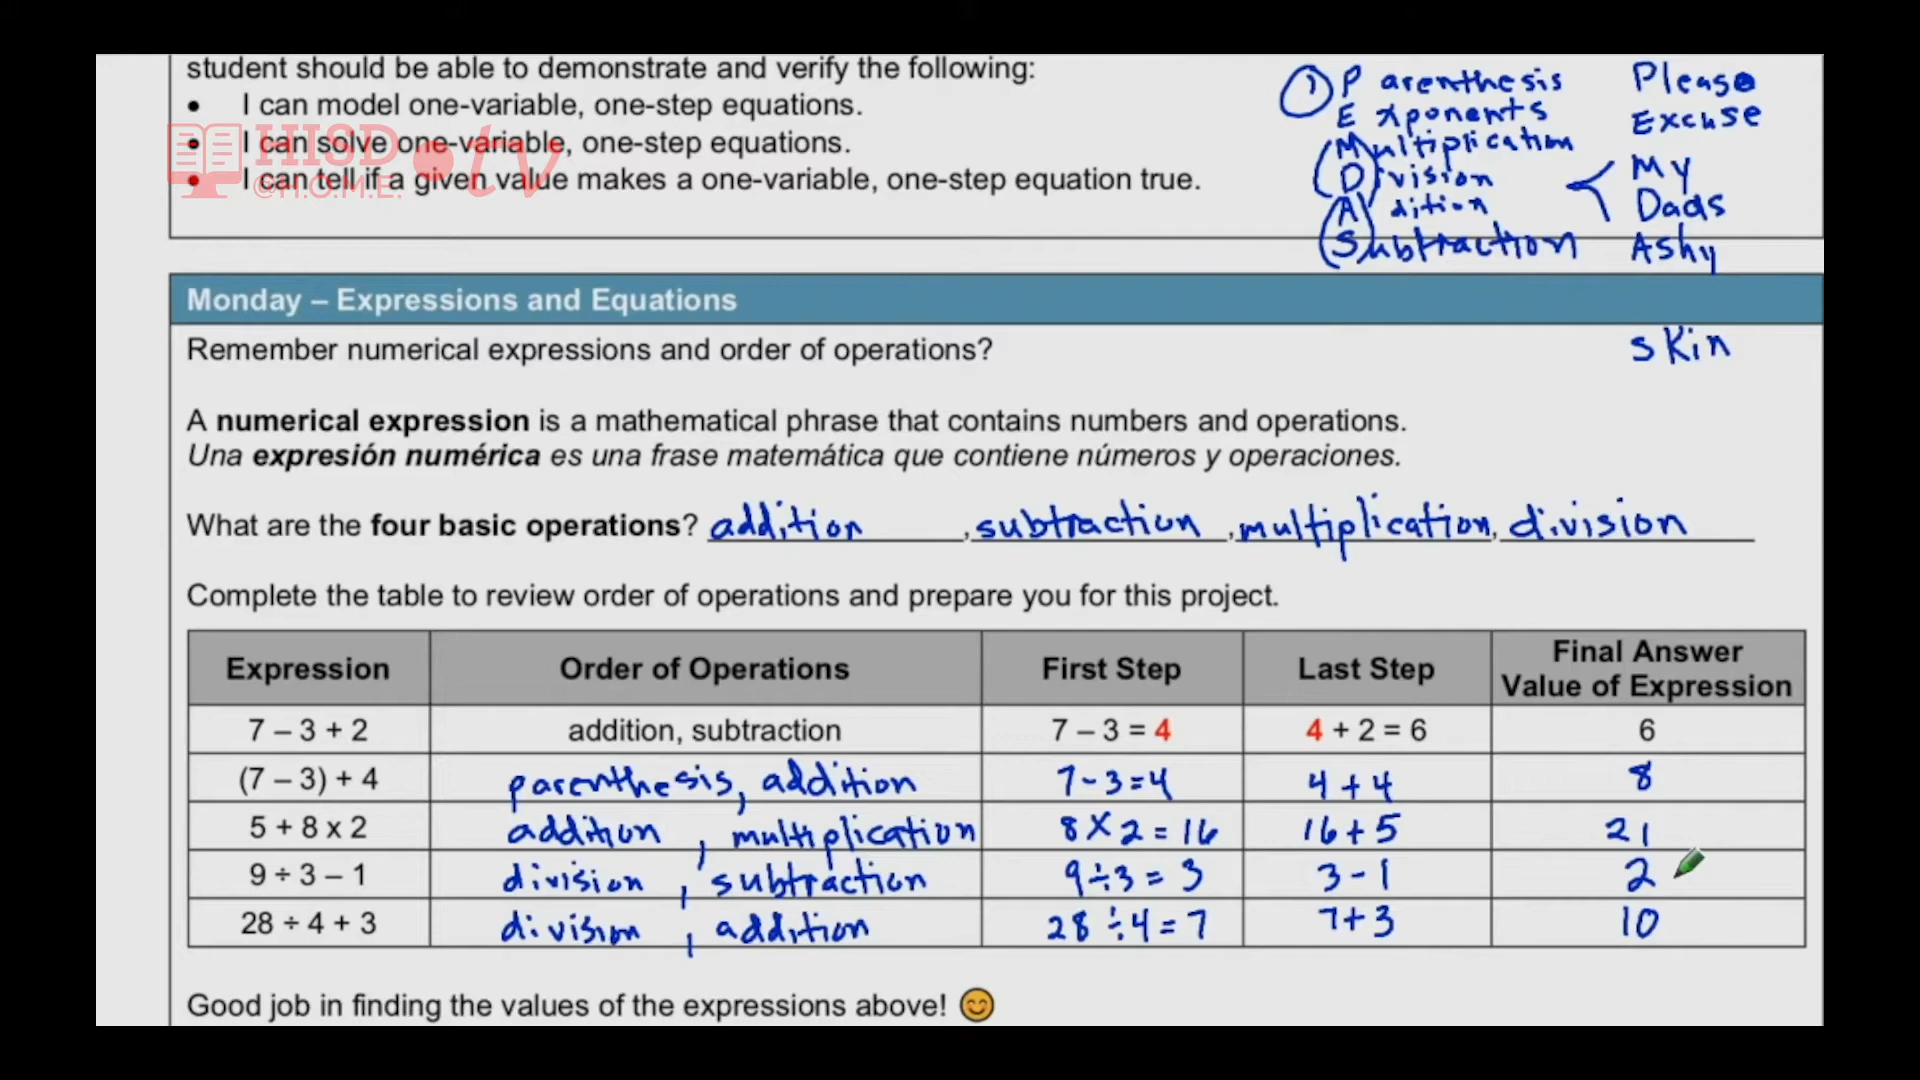 student should be able to demonstrate and verify the following:
• I can model one-variable, one-step equations.
• I can solve one-variable, one-step equations.
• I can tell if a given value makes a one-variable, one-step equation true.
HISD
@H.O.M.E.
tv
1 Parenthesis Please
Exponents Excuse
Multiplication My
Division Dads
Adition Ashy
Subtraction
skin
Monday – Expressions and Equations
Remember numerical expressions and order of operations?
A numerical expression is a mathematical phrase that contains numbers and operations.
Una expresión numérica es una frase matemática que contiene números y operaciones.
What are the four basic operations? addition, subtraction, multiplication, division
Complete the table to review order of operations and prepare you for this project.
Expression Order of Operations First Step Last Step Final Answer
Value of Expression
7 – 3 + 2 addition, subtraction 7 – 3 = 4 4 + 2 = 6 6
(7 – 3) + 4 parenthesis, addition 7 - 3 = 4 4 + 4 8
5 + 8 x 2 addition, multiplication 8 X 2 = 16 16 + 5 21
9 ÷ 3 – 1 division, subtraction 9 ÷ 3 = 3 3 - 1 2
28 ÷ 4 + 3 division, addition 28 ÷ 4 = 7 7 + 3 10
Good job in finding the values of the expressions above! 😊